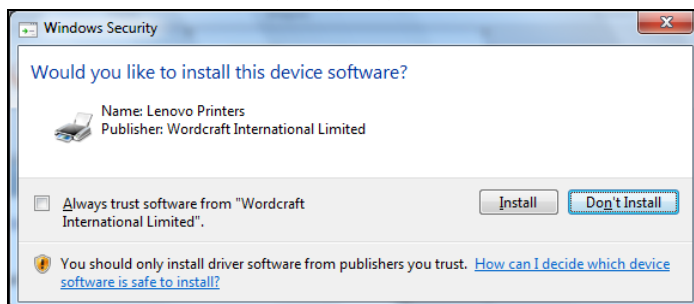 Windows Security
Would you like to install this device software?
Name: Lenovo Printers
Publisher: Wordcraft International Limited
Always trust software from "Wordcraft
International Limited".
Install
Don't Install
You should only install driver software from publishers you trust. How can I decide which device
software is safe to install?